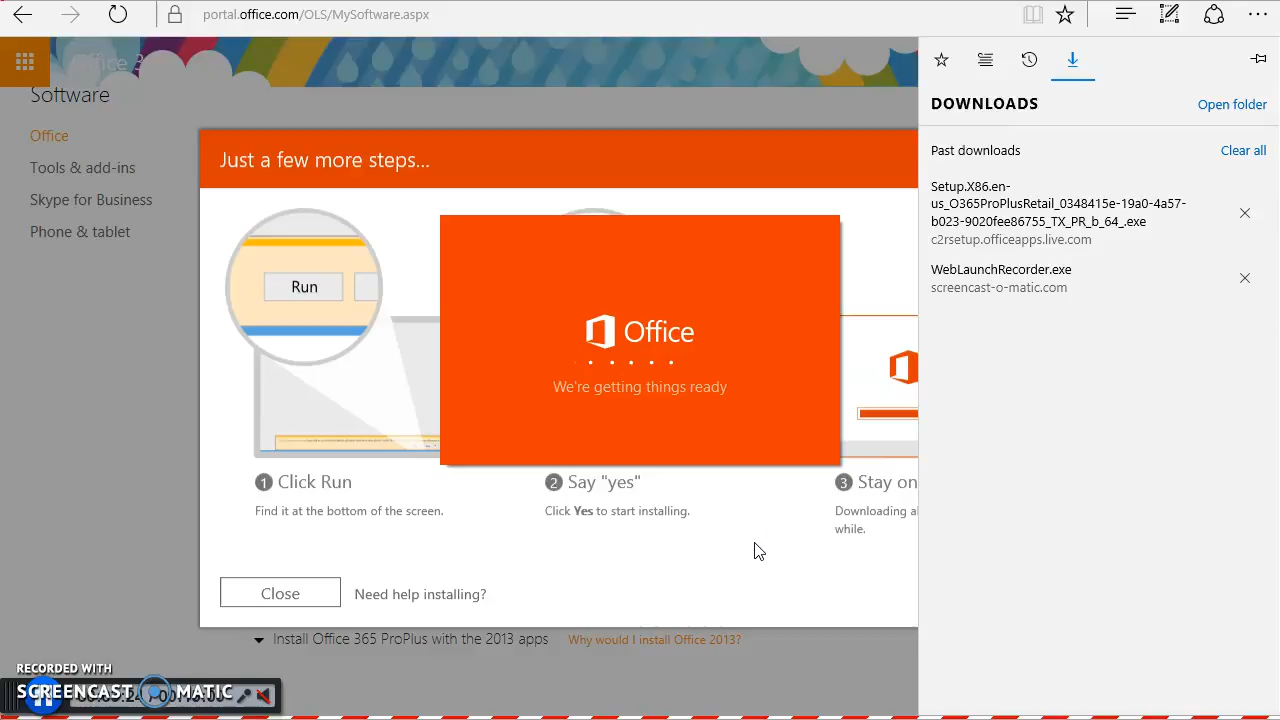 portal.office.com/OLS/MySoftware.aspx
Office 3
Software
Office
Tools & add-ins
Skype for Business
Phone & tablet
Just a few more steps...
Run
Office
We're getting things ready
1 Click Run
Find it at the bottom of the screen.
2 Say "yes"
Click Yes to start installing.
3 Stay on
Downloading a
while.
Close
Need help installing?
Install Office 365 ProPlus with the 2013 apps
Why would I install Office 2013?
DOWNLOADS
Open folder
Past downloads
Clear all
Setup.X86.en-
us_O365ProPlusRetail_0348415e-19a0-4a57-
b023-9020fee86755_TX_PR_b_64_.exe
c2rsetup.officeapps.live.com
WebLaunchRecorder.exe
screencast-o-matic.com
RECORDED WITH
SCREENCAST MATIC